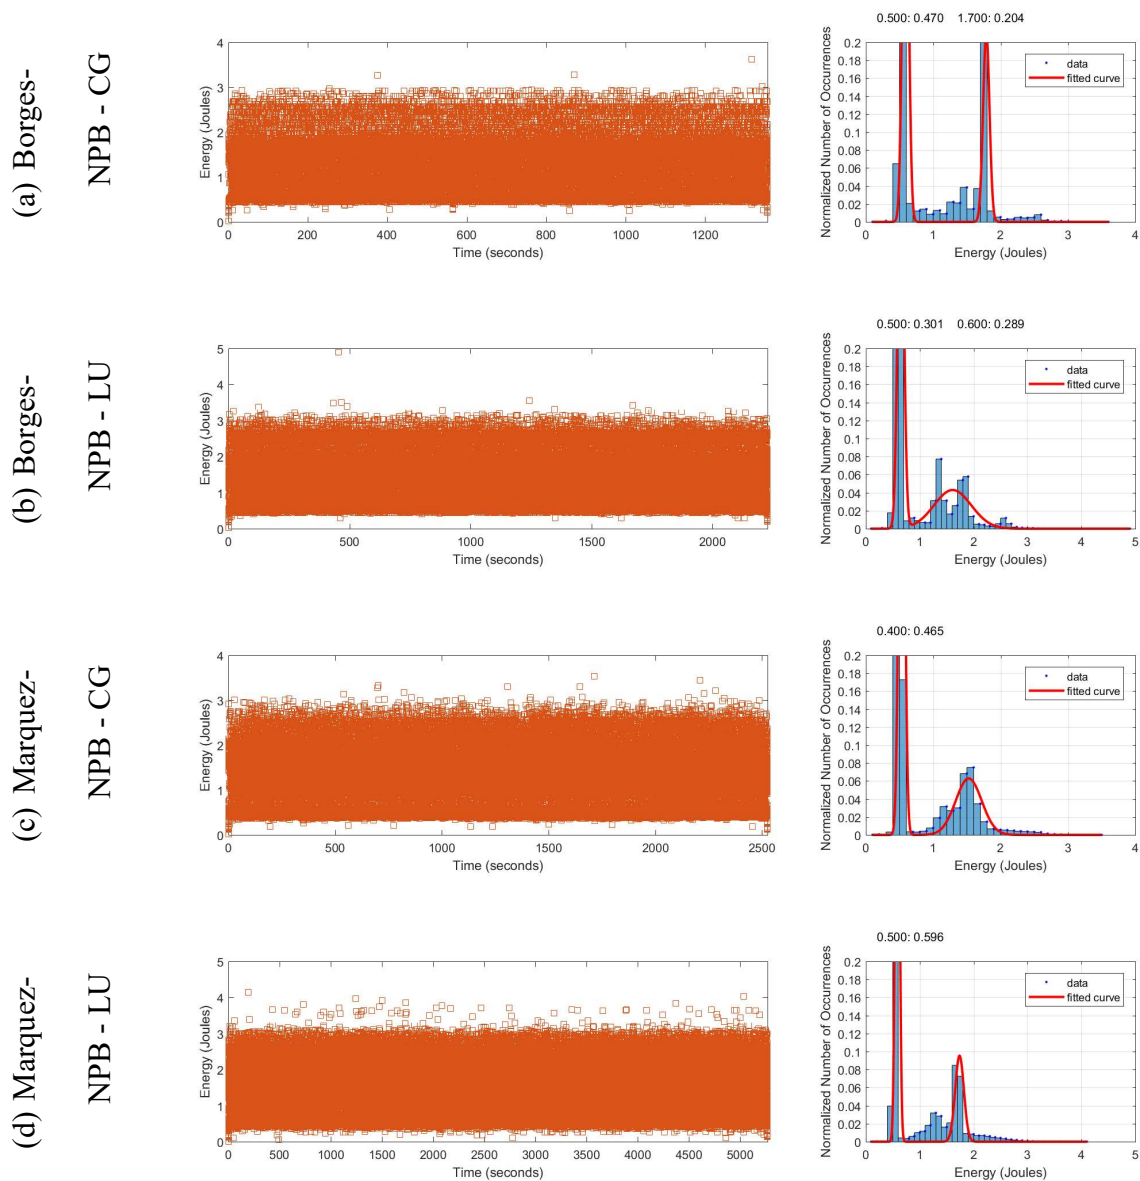 (a) Borges-
NPB - CG
4
3
2
1
0
Energy (Joules)
0 200 400 600 800 1000 1200
Time (seconds)
0.500: 0.470 1.700: 0.204
0.2
0.18
0.16
0.14
0.12
0.1
0.08
0.06
0.04
0.02
0
Normalized Number of Occurrences
data
fitted curve
0 1 2 3 4
Energy (Joules)
(b) Borges-
NPB - LU
5
4
3
2
1
0
Energy (Joules)
0 500 1000 1500 2000
Time (seconds)
0.500: 0.301 0.600: 0.289
0.2
0.18
0.16
0.14
0.12
0.1
0.08
0.06
0.04
0.02
0
Normalized Number of Occurrences
data
fitted curve
0 1 2 3 4 5
Energy (Joules)
(c) Marquez-
NPB - CG
4
3
2
1
0
Energy (Joules)
0 500 1000 1500 2000 2500
Time (seconds)
0.400: 0.465
0.2
0.18
0.16
0.14
0.12
0.1
0.08
0.06
0.04
0.02
0
Normalized Number of Occurrences
data
fitted curve
0 1 2 3 4
Energy (Joules)
(d) Marquez-
NPB - LU
5
4
3
2
1
0
Energy (Joules)
0 500 1000 1500 2000 2500 3000 3500 4000 4500 5000
Time (seconds)
0.500: 0.596
0.2
0.18
0.16
0.14
0.12
0.1
0.08
0.06
0.04
0.02
0
Normalized Number of Occurrences
data
fitted curve
0 1 2 3 4 5
Energy (Joules)